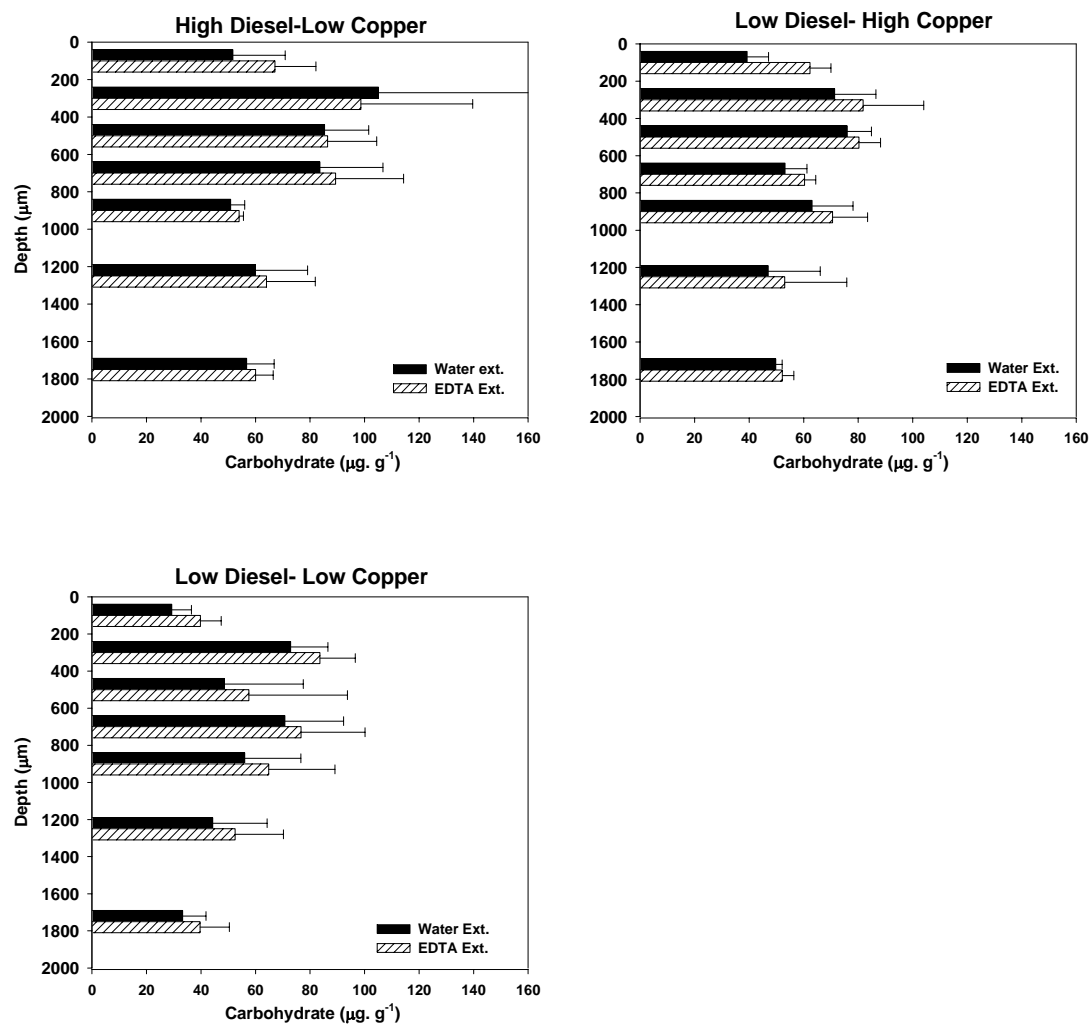 High Diesel-Low Copper
0
200
400
600
800
1000
1200
1400
1600
1800
2000
Depth (μm)
Water ext.
EDTA Ext.
0 20 40 60 80 100 120 140 160
Carbohydrate (μg. g-1)
Low Diesel- High Copper
0
200
400
600
800
1000
1200
1400
1600
1800
2000
Water Ext.
EDTA Ext.
0 20 40 60 80 100 120 140 160
Carbohydrate (μg. g-1)
Low Diesel- Low Copper
0
200
400
600
800
1000
1200
1400
1600
1800
2000
Depth (μm)
Water Ext.
EDTA Ext.
0 20 40 60 80 100 120 140 160
Carbohydrate (μg. g-1)